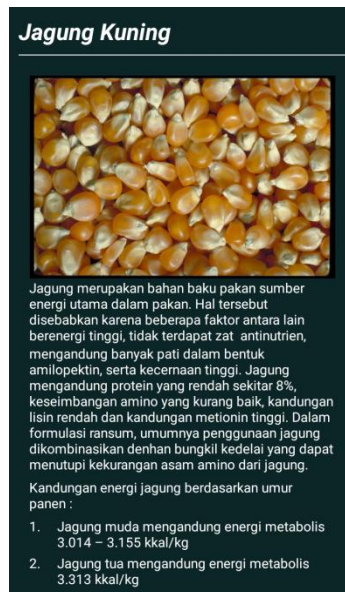 Jagung Kuning
Jagung merupakan bahan baku pakan sumber
energi utama dalam pakan. Hal tersebut
disebabkan karena beberapa faktor antara lain
berenergi tinggi, tidak terdapat zat antinutrien,
mengandung banyak pati dalam bentuk
amilopektin, serta kecernaan tinggi. Jagung
mengandung protein yang rendah sekitar 8%,
keseimbangan amino yang kurang baik, kandungan
lisin rendah dan kandungan metionin tinggi. Dalam
formulasi ransum, umumnya penggunaan jagung
dikombinasikan denhan bungkil kedelai yang dapat
menutupi kekurangan asam amino dari jagung.
Kandungan energi jagung berdasarkan umur
panen :
1. Jagung muda mengandung energi metabolis
3.014 – 3.155 kkal/kg
2. Jagung tua mengandung energi metabolis
3.313 kkal/kg